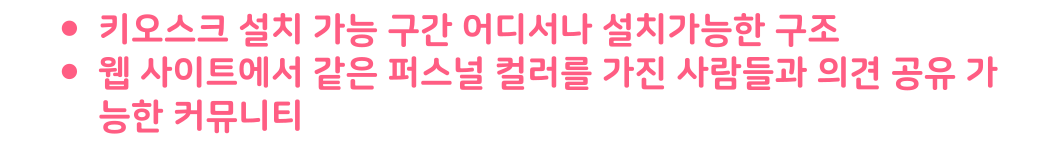 • 키오스크 설치 가능 구간 어디서나 설치가능한 구조
• 웹 사이트에서 같은 퍼스널 컬러를 가진 사람들과 의견 공유 가
능한 커뮤니티